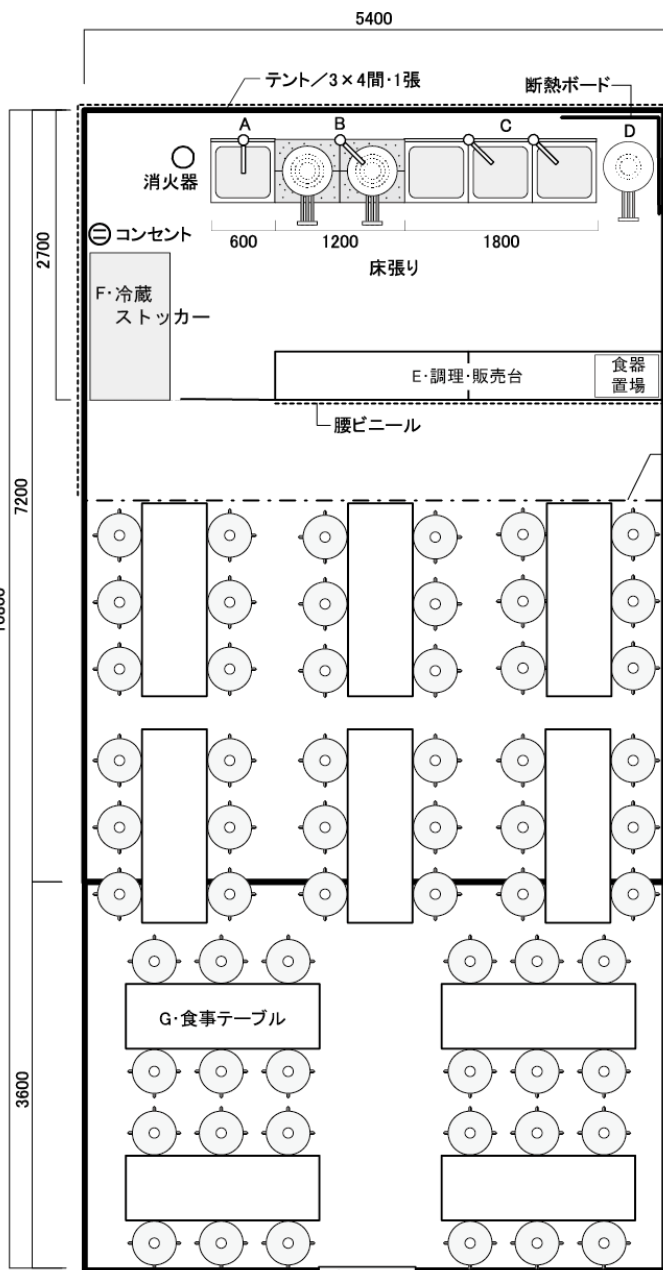 5400
テント／3×4間・1張
断熱ボード
A
B
C
D
消火器
コンセント
600
1200
1800
床張り
2700
F・冷蔵
ストッカー
E・調理・販売台
食器
置場
腰ビニール
7200
G・食事テーブル
3600